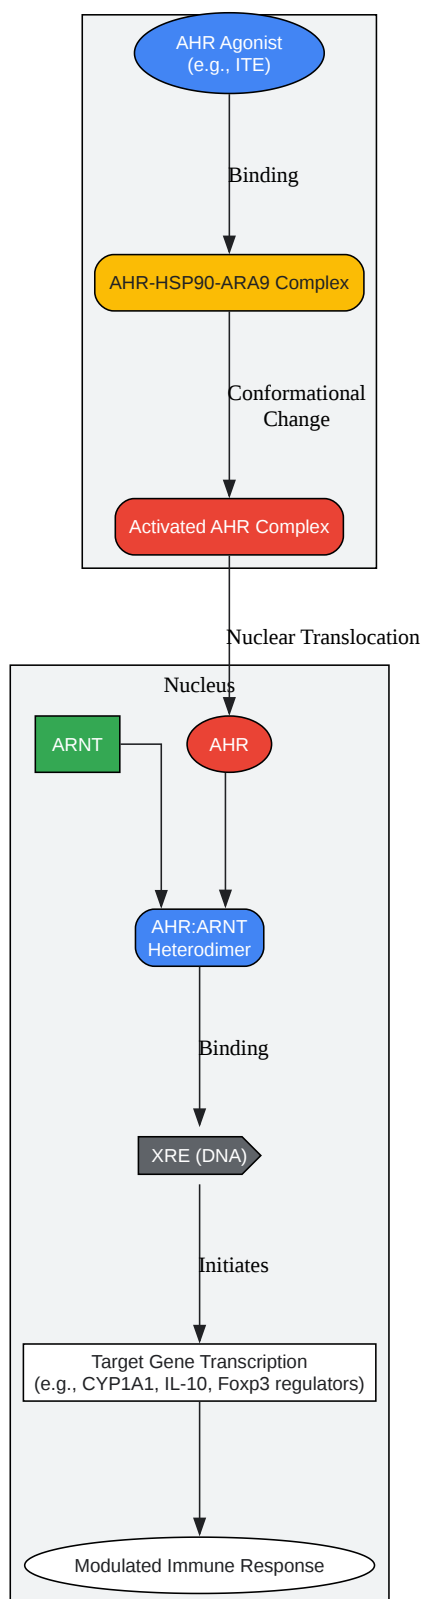 AHR Agonist
(e.g., ITE)
Binding
AHR-HSP90-ARA9 Complex
Conformational
Change
Activated AHR Complex
Nuclear Translocation
Nucleus
ARNT
AHR
AHR:ARNT
Heterodimer
Binding
XRE (DNA)
Initiates
Target Gene Transcription
(e.g., CYP1A1, IL-10, Foxp3 regulators)
Modulated Immune Response